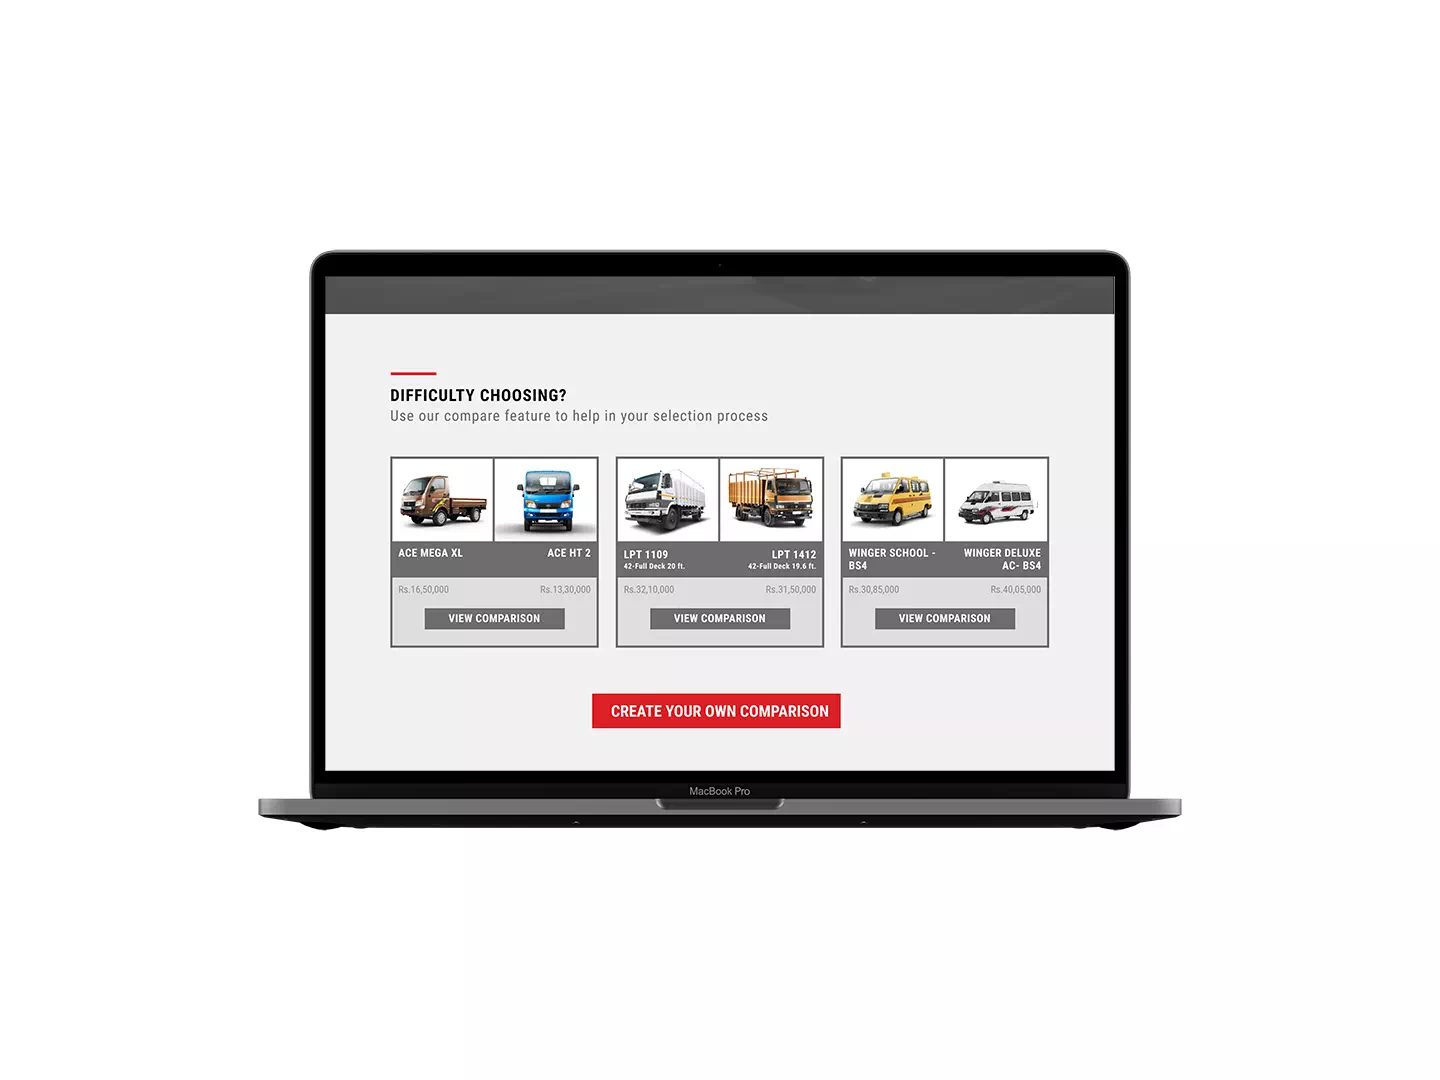 DIFFICULTY CHOOSING?
Use our compare feature to help in your selection process
ACE MEGA XL
ACE HT 2
Rs.16,50,000
Rs.13,30,000
VIEW COMPARISON
LPT 1109
42-Full Deck 20 ft.
LPT 1412
42-Full Deck 19.6 ft.
Rs.32,10,000
Rs.31,50,000
VIEW COMPARISON
WINGER SCHOOL -
BS4
WINGER DELUXE
AC- BS4
Rs.30,85,000
Rs.40,05,000
VIEW COMPARISON
CREATE YOUR OWN COMPARISON
MacBook Pro